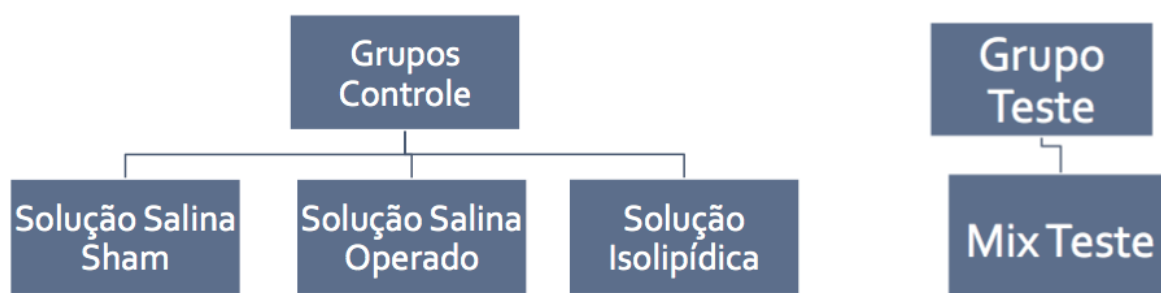 Grupos
Controle
Grupo
Teste
Solução Salina
Sham
Solução Salina
Operado
Solução
Isolipídica
Mix Teste